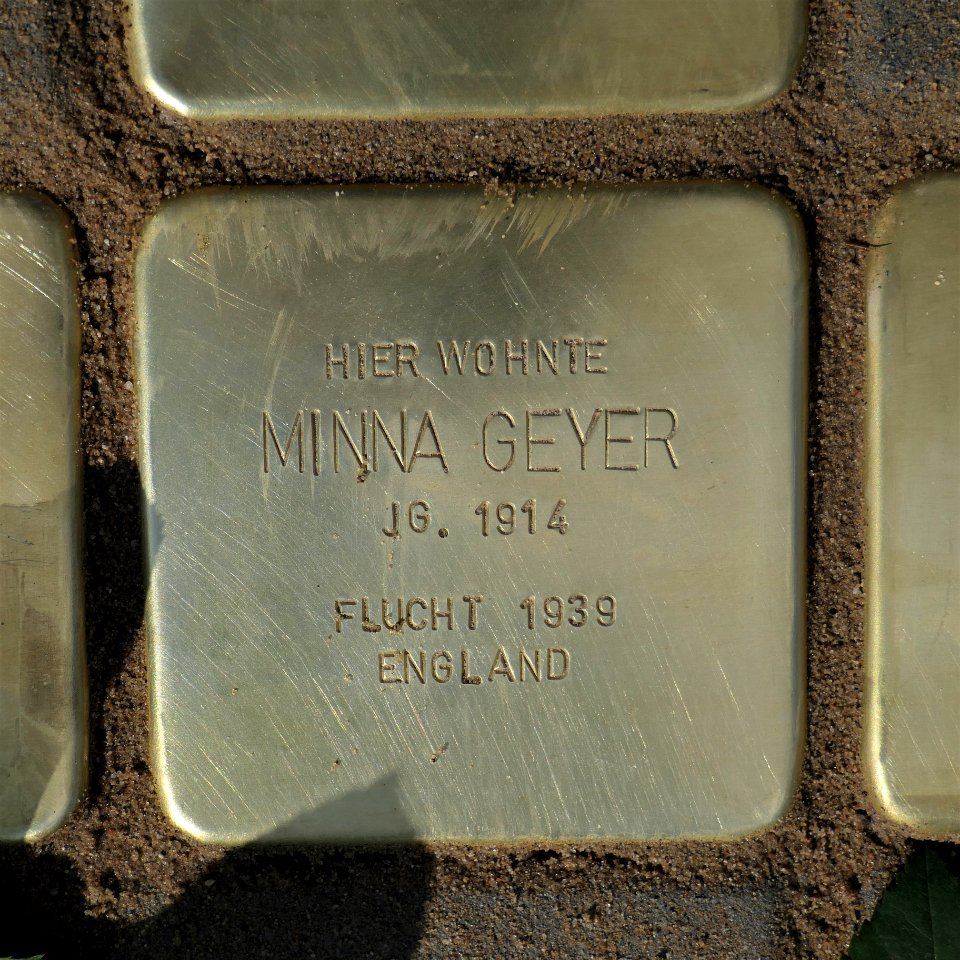 HIER WOHNTE
MINNA GEYER
JG. 1914
FLUCHT 1939
ENGLAND